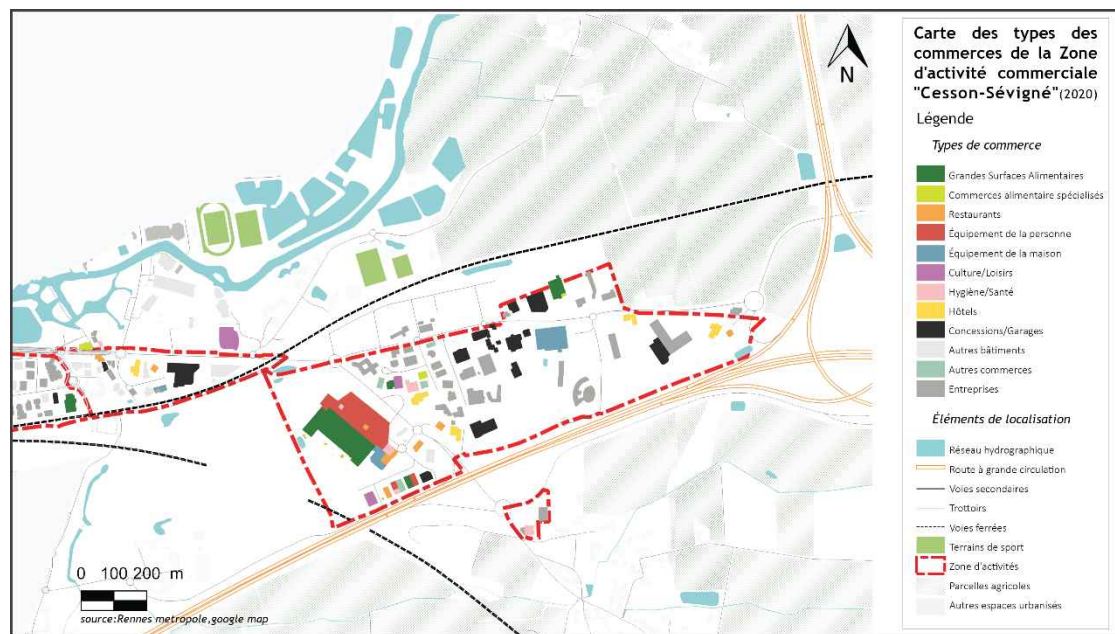 N
Carte des types des
commerces de la Zone
d'activité commerciale
"Cesson-Sévigné"(2020)
Légende
Types de commerce
Grandes Surfaces Alimentaires
Commerces alimentaire spécialisés
Restaurants
Équipement de la personne
Équipement de la maison
Culture/Loisirs
Hygiène/Santé
Hôtels
Concessions/Garages
Autres bâtiments
Autres commerces
Entreprises
Éléments de localisation
Réseau hydrographique
Route à grande circulation
Voies secondaires
Trottoirs
Voies ferrées
Terrains de sport
Zone d'activités
Parcelles agricoles
Autres espaces urbanisés
0 100 200 m
source:Rennes metropole,google map